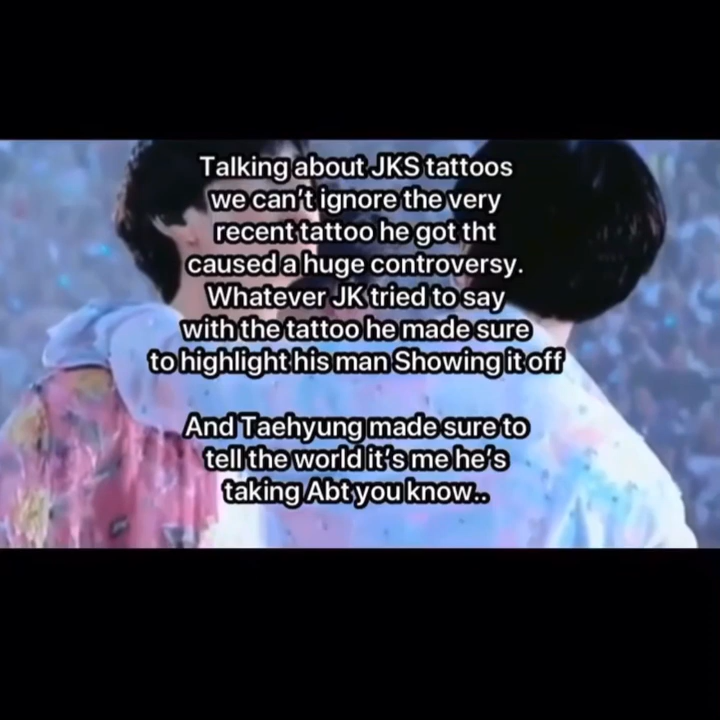 Talking about JKS tattoos
we can't ignore the very
recent tattoo he got tht
caused a huge controversy.
Whatever JK tried to say
with the tattoo he made sure
to highlight his man Showing it off
And Taehyung made sure to
tell the world it's me he's
taking Abt you know..